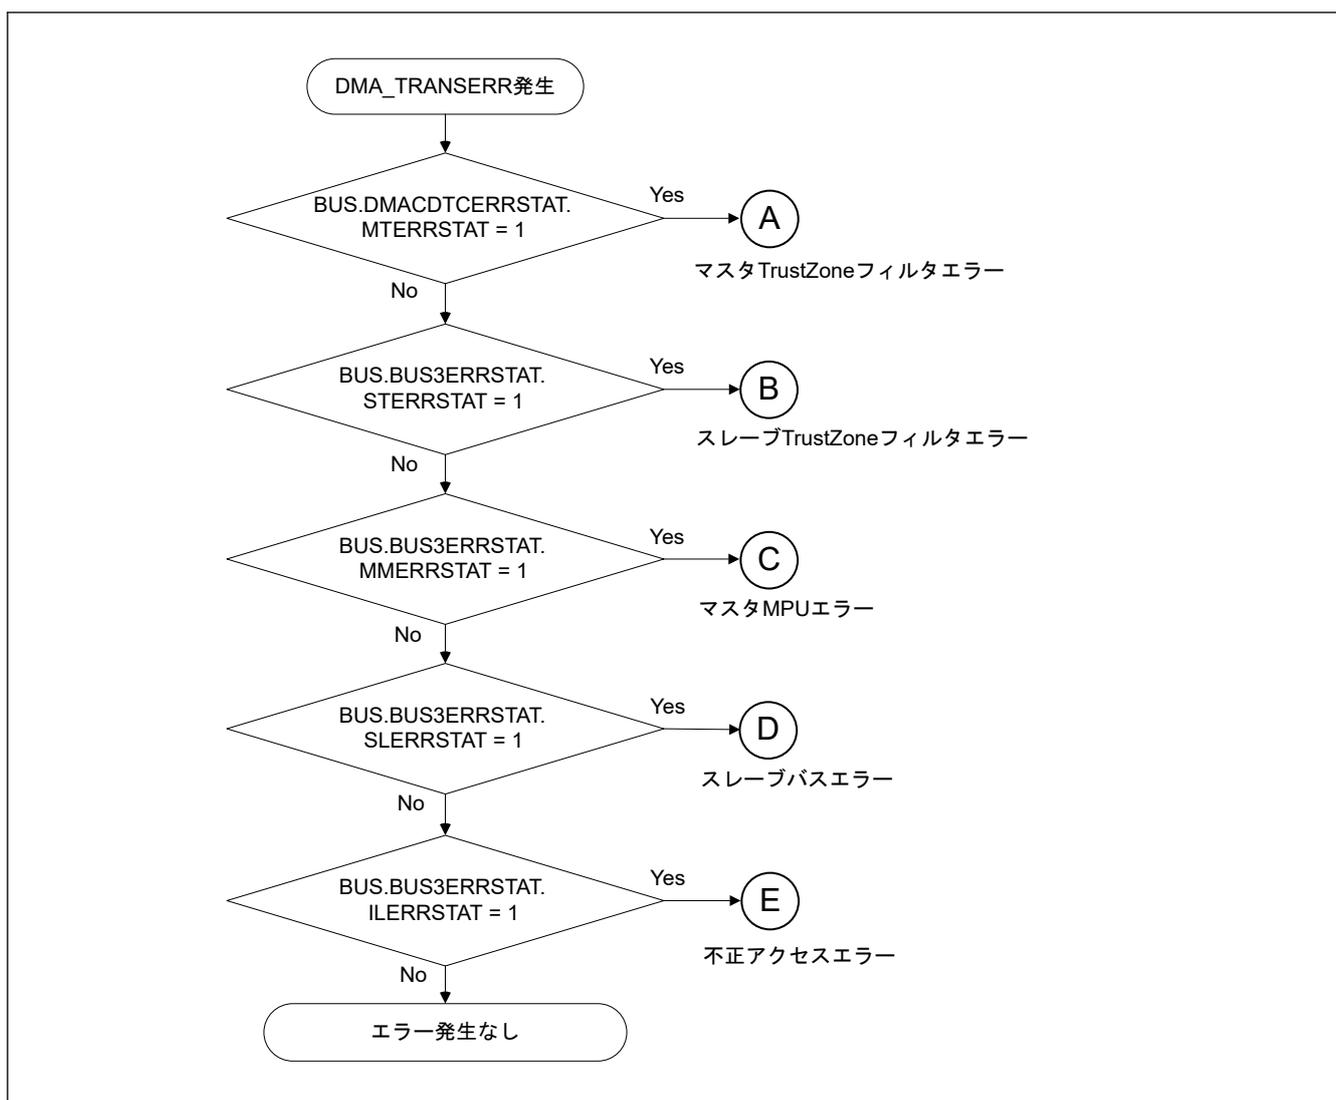 DMA_TRANSERR発生
BUS.DMACDTCERRSTAT.
MTERRSTAT = 1
Yes
A
マスタTrustZoneフィルタエラー
No
BUS.BUS3ERRSTAT.
STERRSTAT = 1
Yes
B
スレーブTrustZoneフィルタエラー
No
BUS.BUS3ERRSTAT.
MMERRSTAT = 1
Yes
C
マスタMPUエラー
No
BUS.BUS3ERRSTAT.
SLERRSTAT = 1
Yes
D
スレーブバスエラー
No
BUS.BUS3ERRSTAT.
ILERRSTAT = 1
Yes
E
不正アクセスエラー
No
エラー発生なし